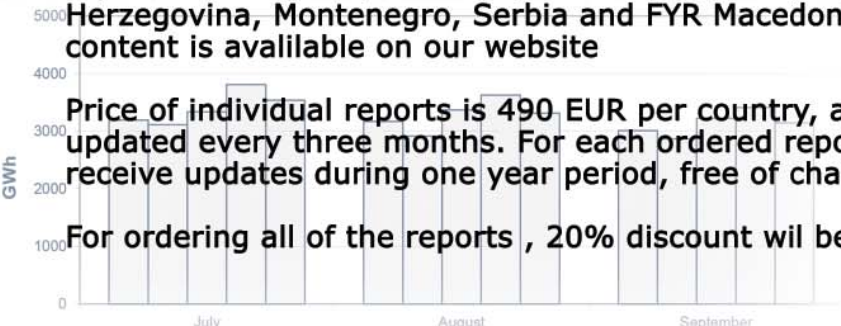 5000
Herzegovina, Montenegro, Serbia and FYR Macedon
content is avalilable on our website
4000
Price of individual reports is 490 EUR per country, a
3000
updated every three months. For each ordered repo
receive updates during one year period, free of cha
2000
GWh
For ordering all of the reports , 20% discount wil be
1000
0
July August September